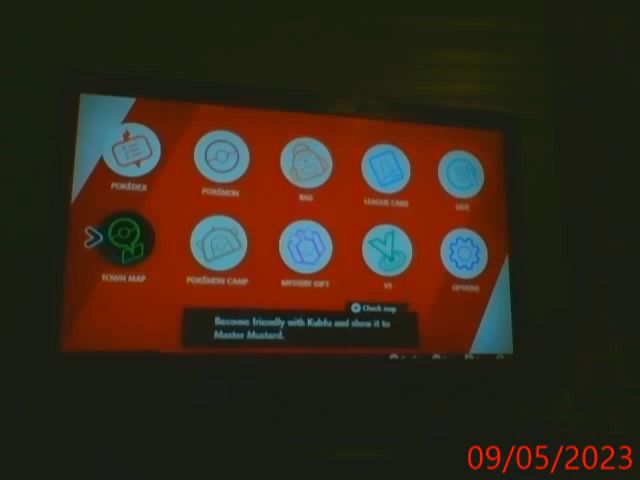 POKÉDEX
POKÉMON
BAG
LEAGUE CARD
SAVE
TOWN MAP
POKÉMON CAMP
MYSTERY GIFT
VS
OPTIONS
+ Check map
Become friendly with Kubfu and show it to
Master Mustard.
09/05/2023